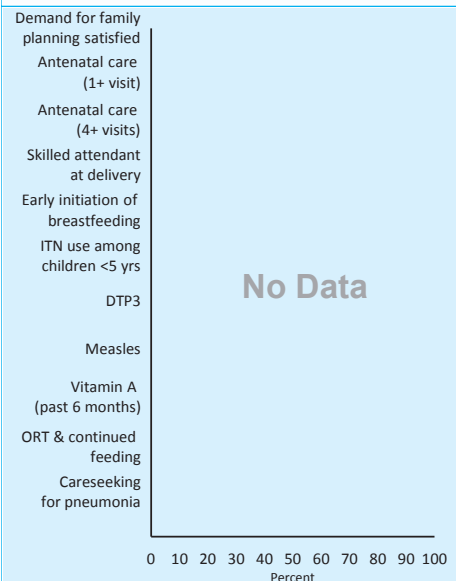 Demand for family
planning satisfied
Antenatal care
(1+ visit)
Antenatal care
(4+ visits)
Skilled attendant
at delivery
Early initiation of
breastfeeding
ITN use among
children <5 yrs
No Data
DTP3
Measles
Vitamin A
(past 6 months)
ORT & continued
feeding
Careseeking
for pneumonia
0 10 20 30 40 50 60 70 80 90 100
Percent